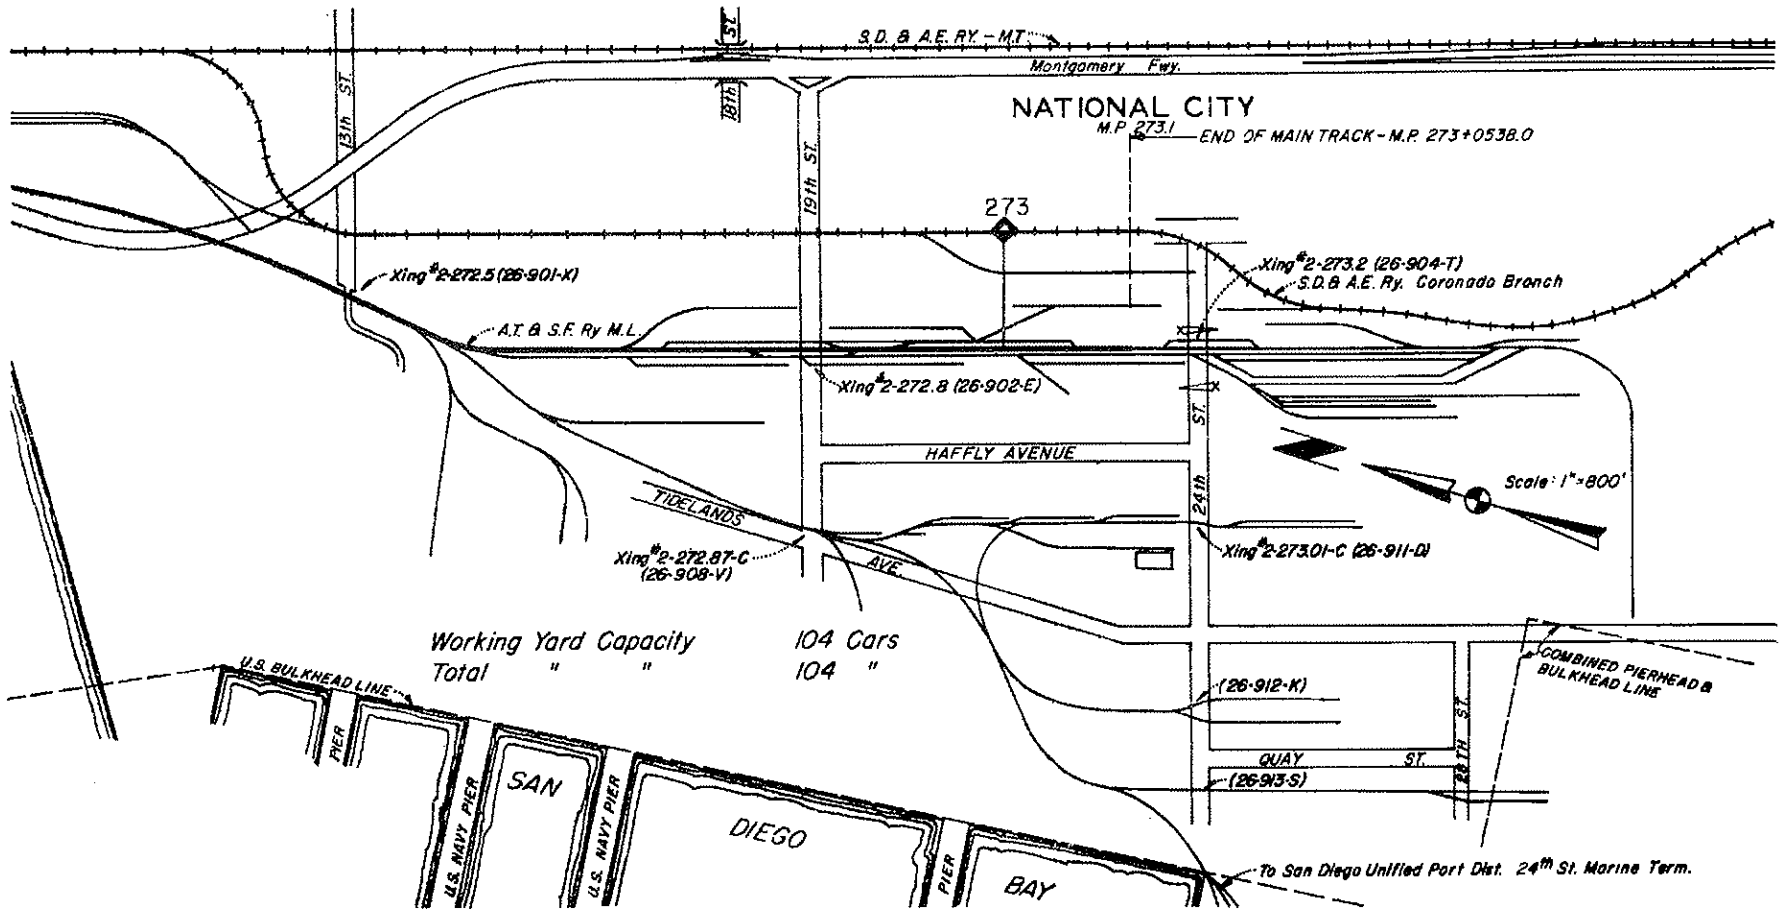 ST.
S.D. & A.E. RY. - M.T.
Montgomery Fwy.
13th ST.
18th
NATIONAL CITY
M.P. 273.1
END OF MAIN TRACK - M.P. 273+0538.0
19th ST.
273
Xing #2-272.5 (26-901-X)
Xing #2-273.2 (26-904-T)
S.D. & A.E. Ry. Coronado Branch
A.T. & S.F. Ry M.L.
X
Xing #2-272.8 (26-902-E)
X
24th ST.
HAFFLY AVENUE
Scale: 1"=800'
TIDELANDS AVE.
Xing #2-272.87-C
(26-908-V)
Xing #2-273.01-C (26-911-D)
Working Yard Capacity 104 Cars
Total " " 104 "
U.S. BULKHEAD LINE
COMBINED PIERHEAD &
BULKHEAD LINE
(26-912-K)
28TH ST.
QUAY ST.
(26-913-S)
PIER
U.S. NAVY PIER
SAN
U.S. NAVY PIER
DIEGO
PIER
BAY
To San Diego Unified Port Dist. 24th St. Marine Term.